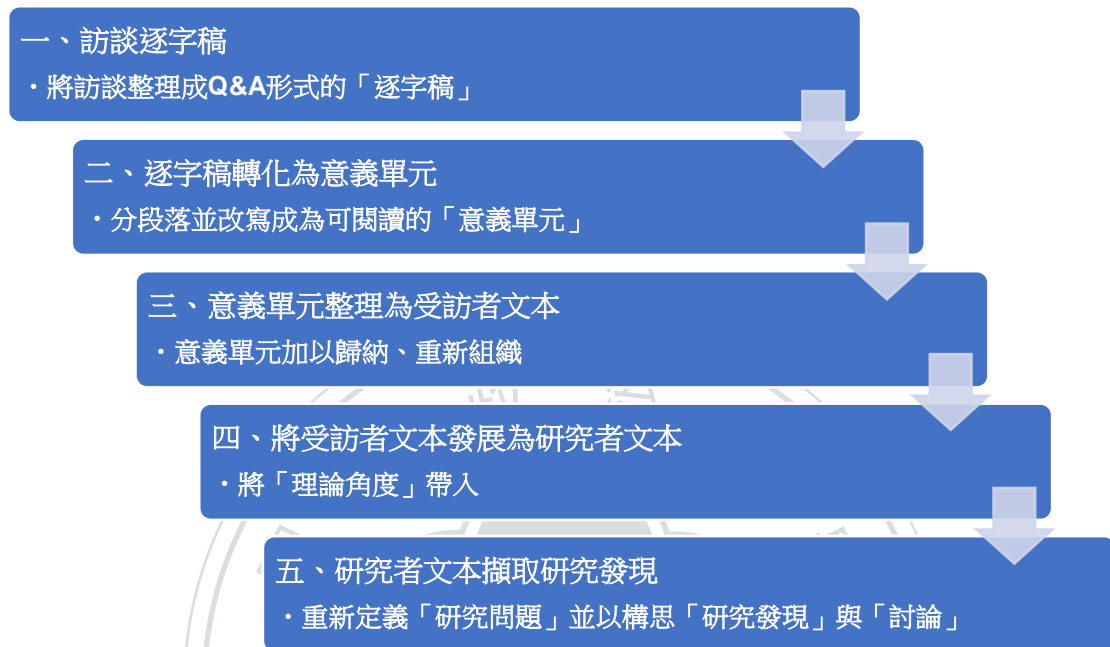 一、訪談逐字稿
・將訪談整理成Q&A形式的「逐字稿」
二、逐字稿轉化為意義單元
・分段落並改寫成為可閱讀的「意義單元」
三、意義單元整理為受訪者文本
・意義單元加以歸納、重新組織
四、將受訪者文本發展為研究者文本
・將「理論角度」帶入
五、研究者文本擷取研究發現
・重新定義「研究問題」並以構思「研究發現」與「討論」